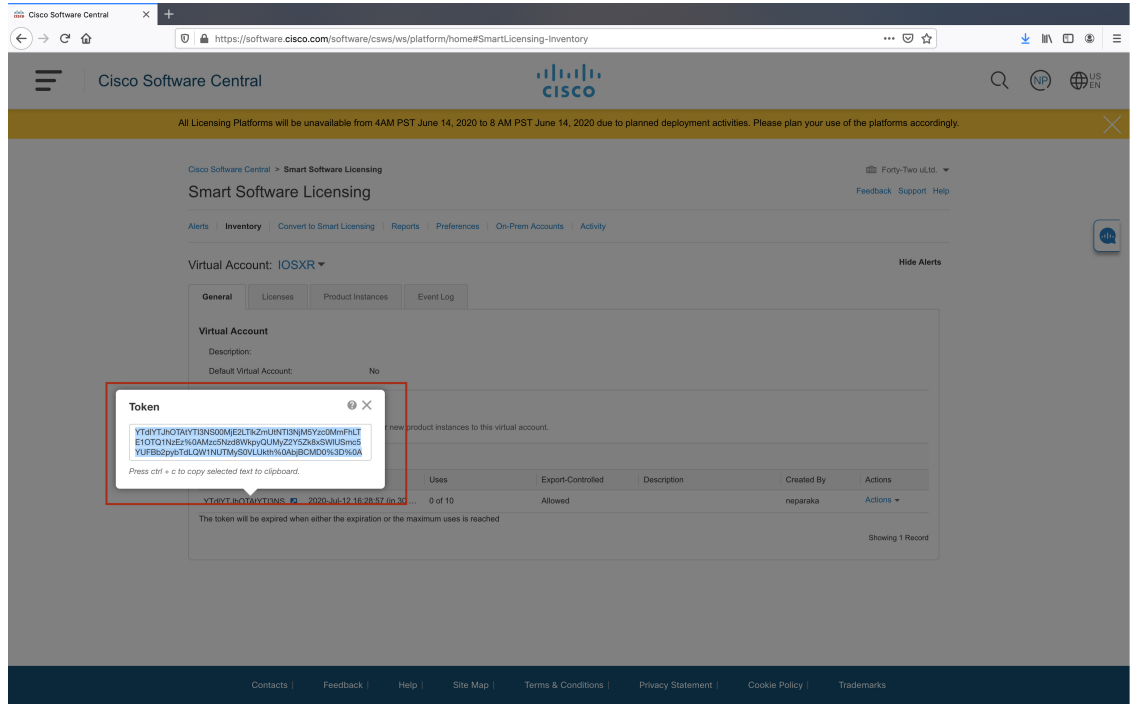 Cisco Software Central
https://software.cisco.com/software/csws/ws/platform/home#SmartLicensing-Inventory
Cisco Software Central
CISCO
NP
US
EN
All Licensing Platforms will be unavailable from 4AM PST June 14, 2020 to 8 AM PST June 14, 2020 due to planned deployment activities. Please plan your use of the platforms accordingly.
Cisco Software Central > Smart Software Licensing
Forty-Two uLtd.
Smart Software Licensing
Feedback Support Help
Alerts | Inventory | Convert to Smart Licensing | Reports | Preferences | On-Prem Accounts | Activity
Virtual Account: IOSXR
Hide Alerts
General Licenses Product Instances Event Log
Virtual Account
Description:
Default Virtual Account: No
Token
r new product instances to this virtual account.
Press ctrl + c to copy selected text to clipboard.
Uses Export-Controlled Description Created By Actions
2020-Jul-12 16:28:57 (in 30 ... 0 of 10 Allowed neparaka Actions
The token will be expired when either the expiration or the maximum uses is reached
Showing 1 Record
Contacts | Feedback | Help | Site Map | Terms & Conditions | Privacy Statement | Cookie Policy | Trademarks